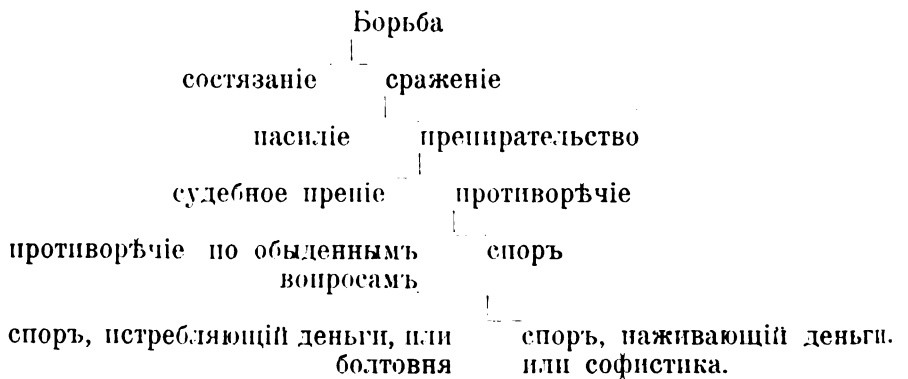 Борьба
состязаніе сраженіе
насиліе препирательство
судебное преніе противорѣчіе
противорѣчіе по обыденнымъ споръ
вопросамъ
споръ, истребляющій деньги, или споръ, наживающій деньги.
болтовня или софистика.